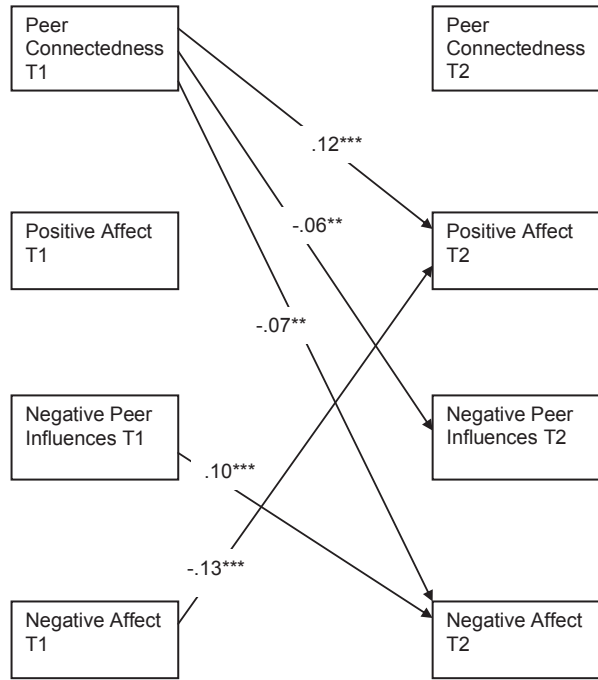 Peer
Connectedness
T1
Peer
Connectedness
T2
.12***
-.06**
Positive Affect
T1
Positive Affect
T2
-.07**
Negative Peer
Influences T1
Negative Peer
Influences T2
.10***
-.13***
Negative Affect
T1
Negative Affect
T2